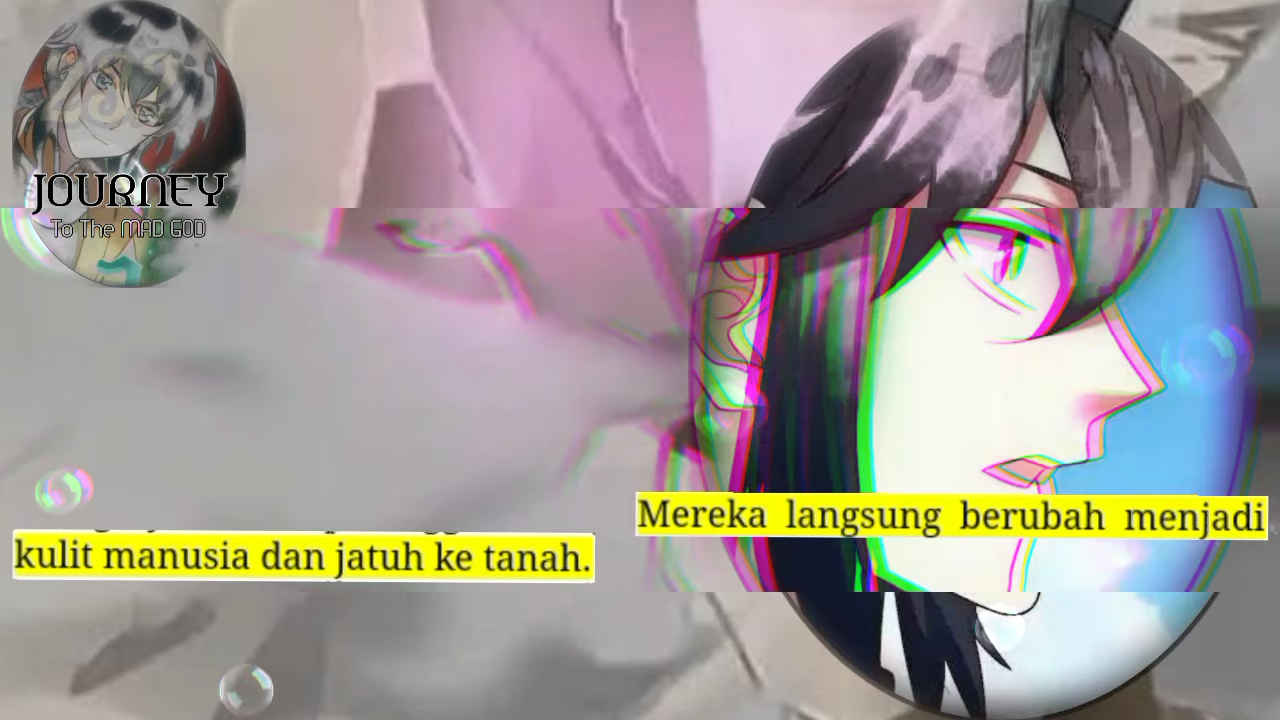 JOURNEY
To The MAD GOD
Mereka langsung berubah menjadi
kulit manusia dan jatuh ke tanah.